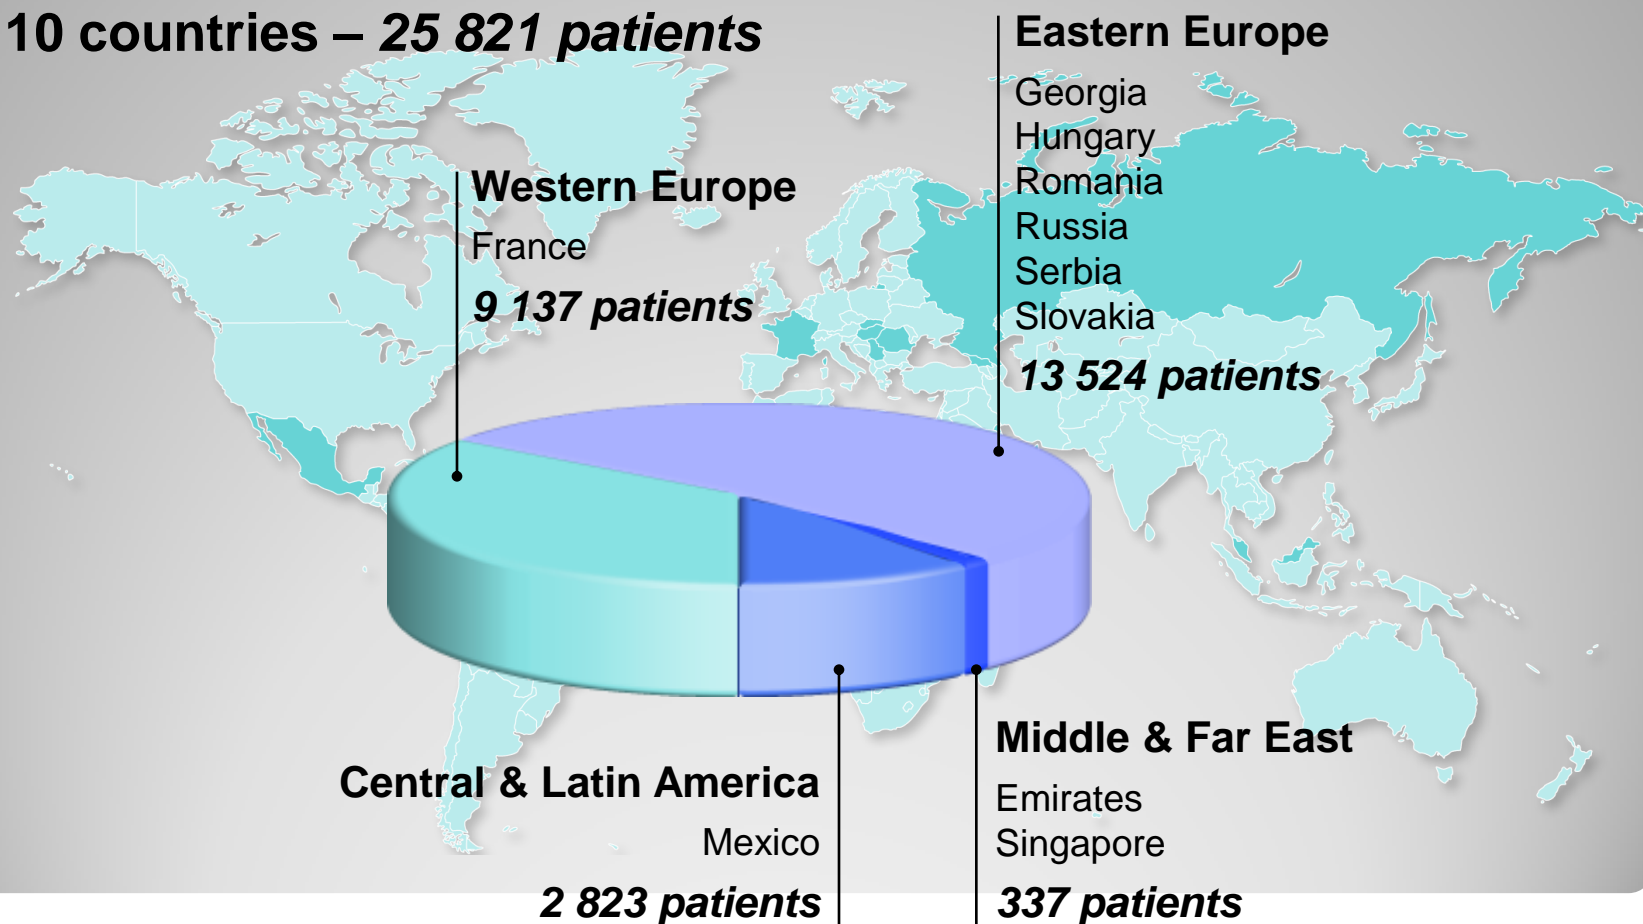 10 countries – 25 821 patients
Western Europe
France
9 137 patients
Eastern Europe
Georgia
Hungary
Romania
Russia
Serbia
Slovakia
13 524 patients
Central & Latin America
Mexico
2 823 patients
Middle & Far East
Emirates
Singapore
337 patients